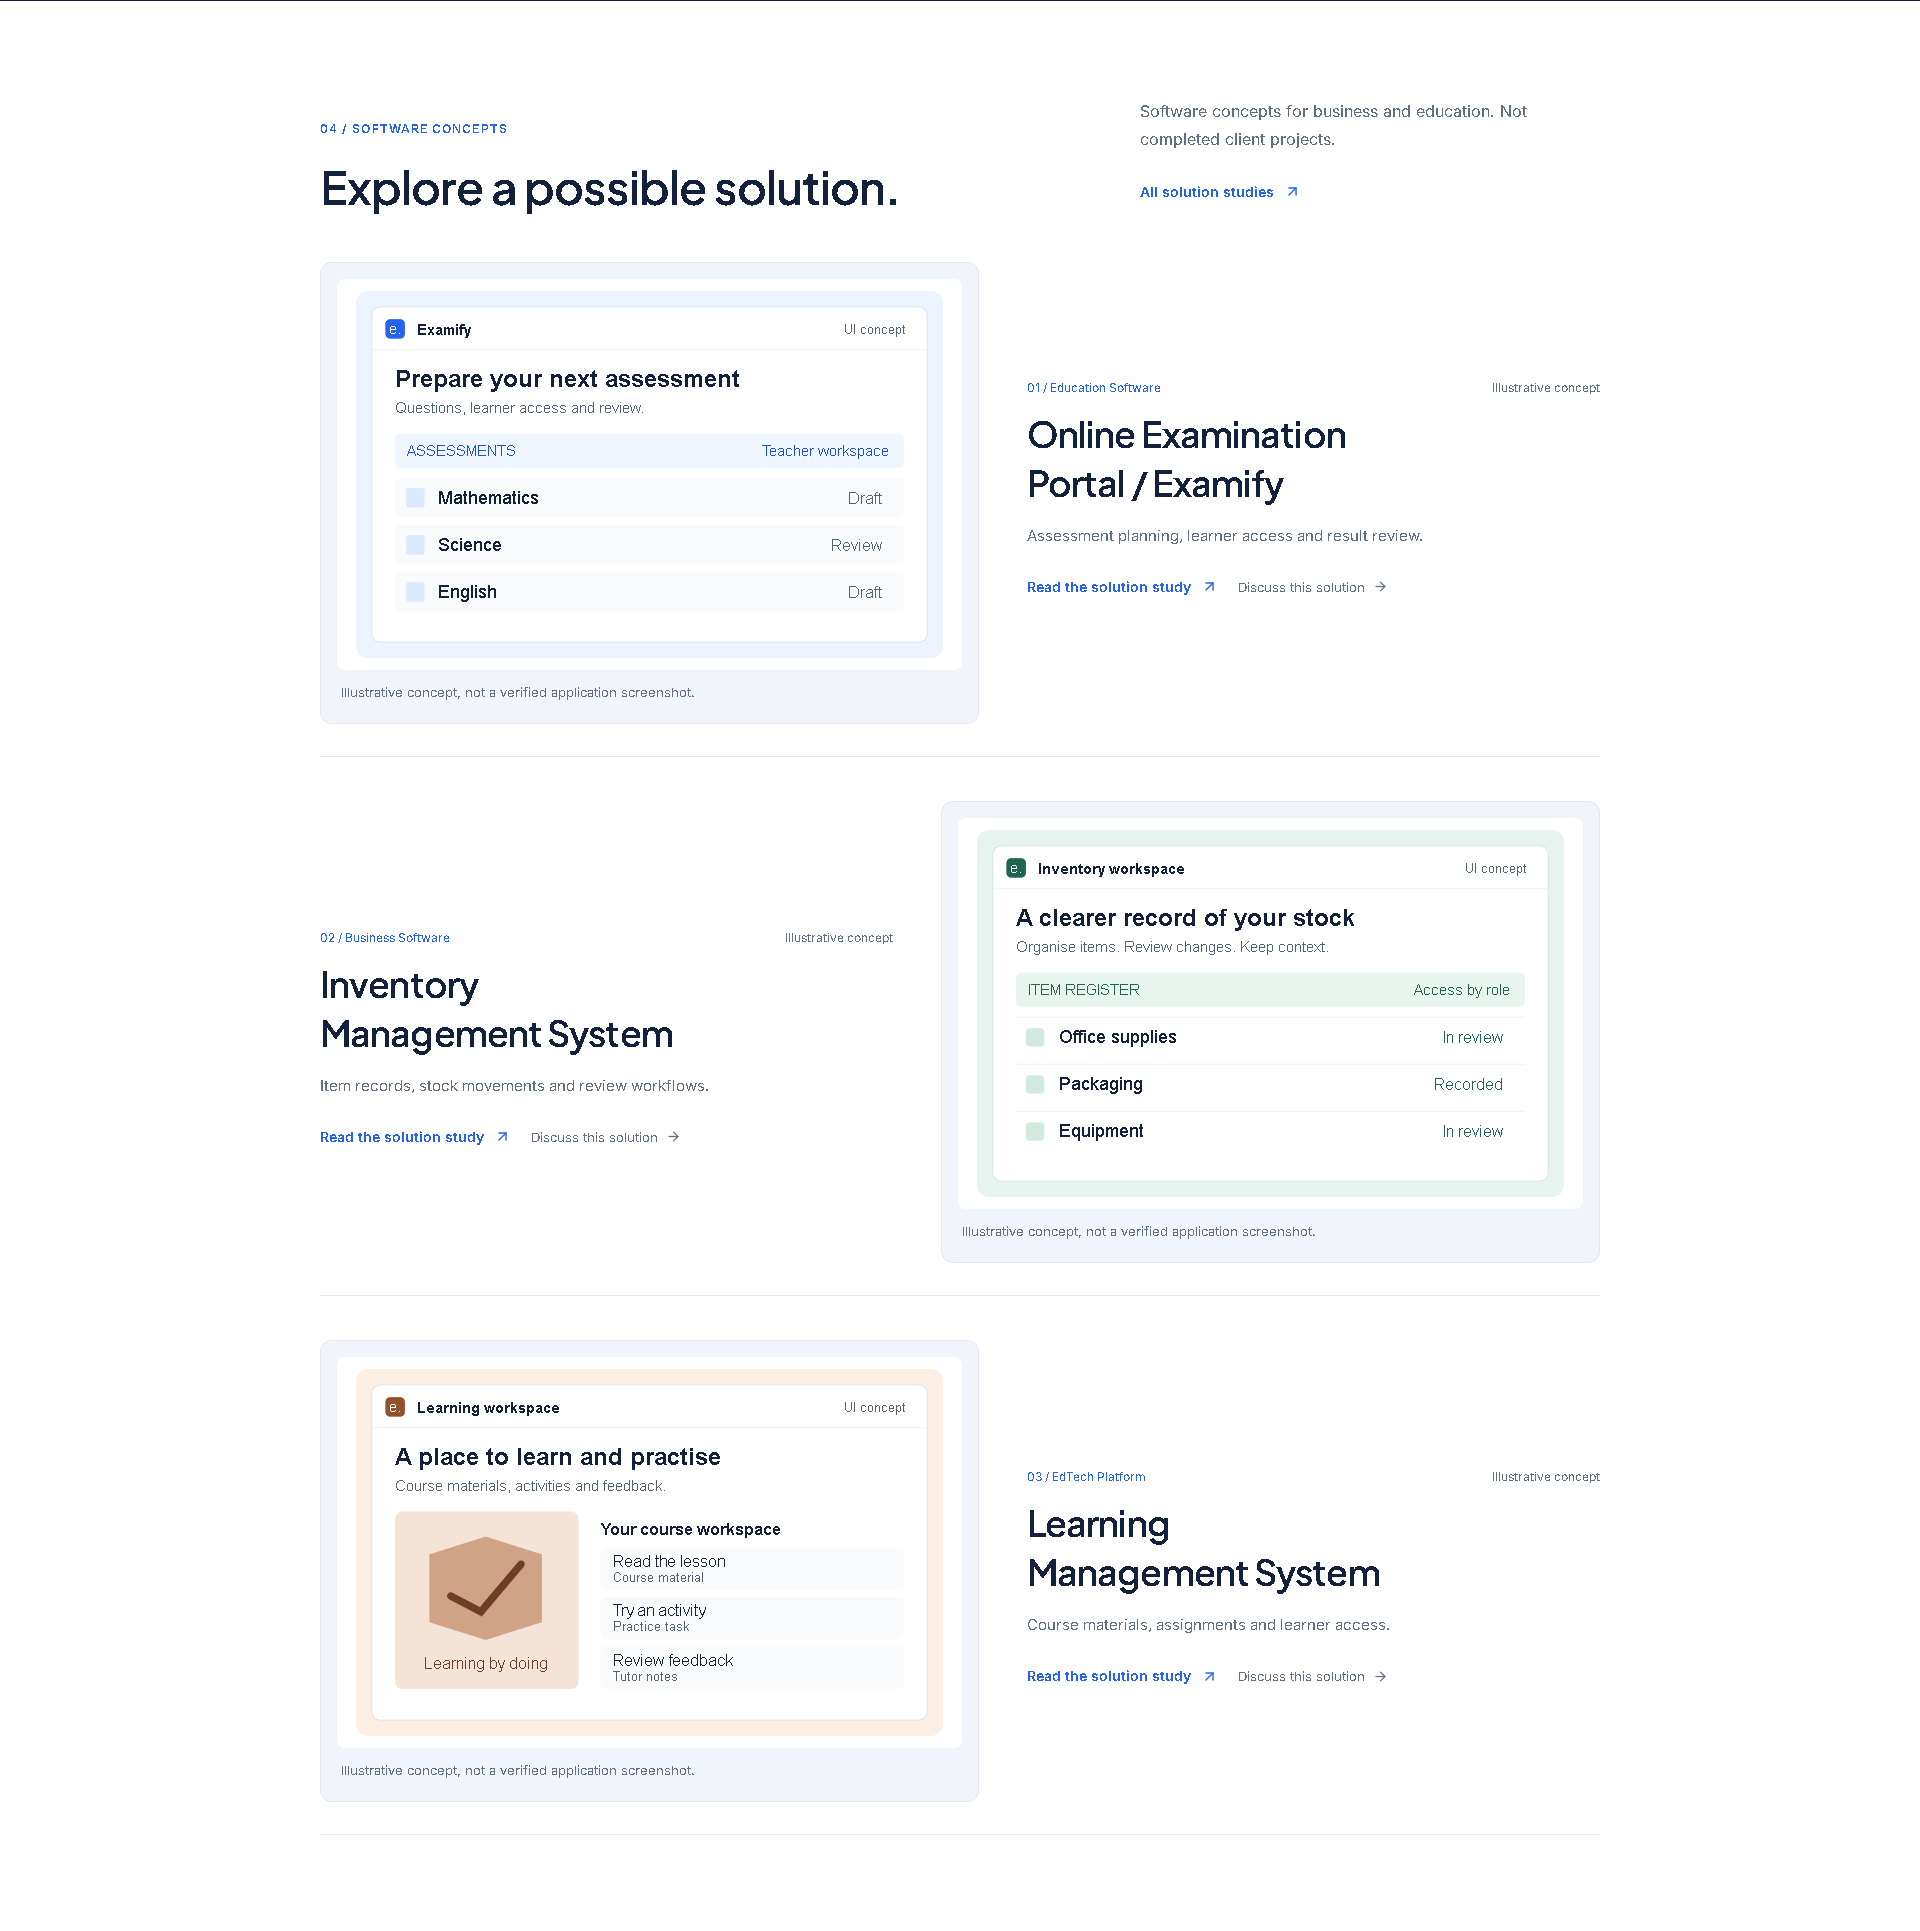 04 / SOFTWARE CONCEPTS
Explore a possible solution.
Software concepts for business and education. Not
completed client projects.
All solution studies
e. Examify UI concept
Prepare your next assessment
Questions, learner access and review.
ASSESSMENTS Teacher workspace
Mathematics Draft
Science Review
English Draft
Illustrative concept, not a verified application screenshot.
01 / Education Software Illustrative concept
Online Examination
Portal / Examify
Assessment planning, learner access and result review.
Read the solution study Discuss this solution
02 / Business Software Illustrative concept
Inventory
Management System
Item records, stock movements and review workflows.
Read the solution study Discuss this solution
e. Inventory workspace UI concept
A clearer record of your stock
Organise items. Review changes. Keep context.
ITEM REGISTER Access by role
Office supplies In review
Packaging Recorded
Equipment In review
Illustrative concept, not a verified application screenshot.
e. Learning workspace UI concept
A place to learn and practise
Course materials, activities and feedback.
Learning by doing
Your course workspace
Read the lesson
Course material
Try an activity
Practice task
Review feedback
Tutor notes
Illustrative concept, not a verified application screenshot.
03 / EdTech Platform Illustrative concept
Learning
Management System
Course materials, assignments and learner access.
Read the solution study Discuss this solution